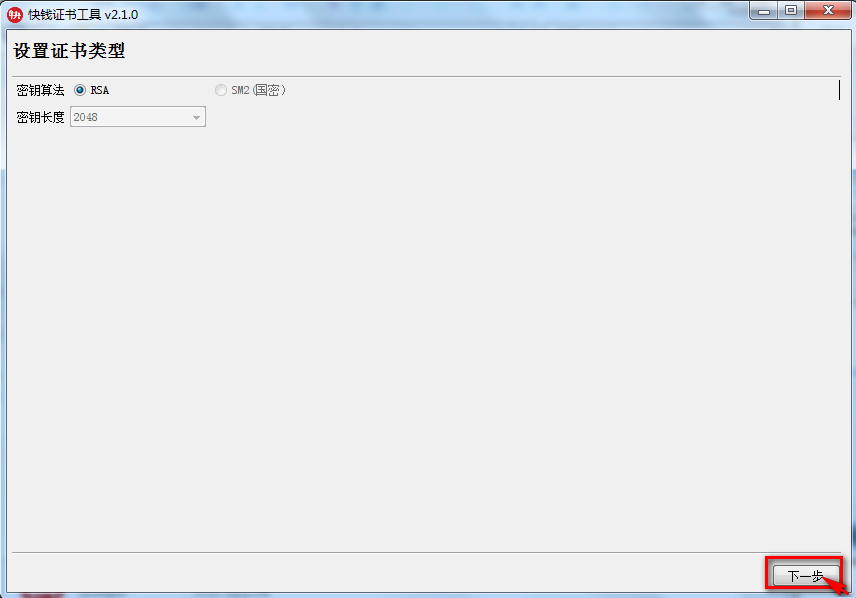 快 快钱证书工具 v2.1.0
设置证书类型
密钥算法 RSA SM2(国密)
密钥长度 2048
下一步